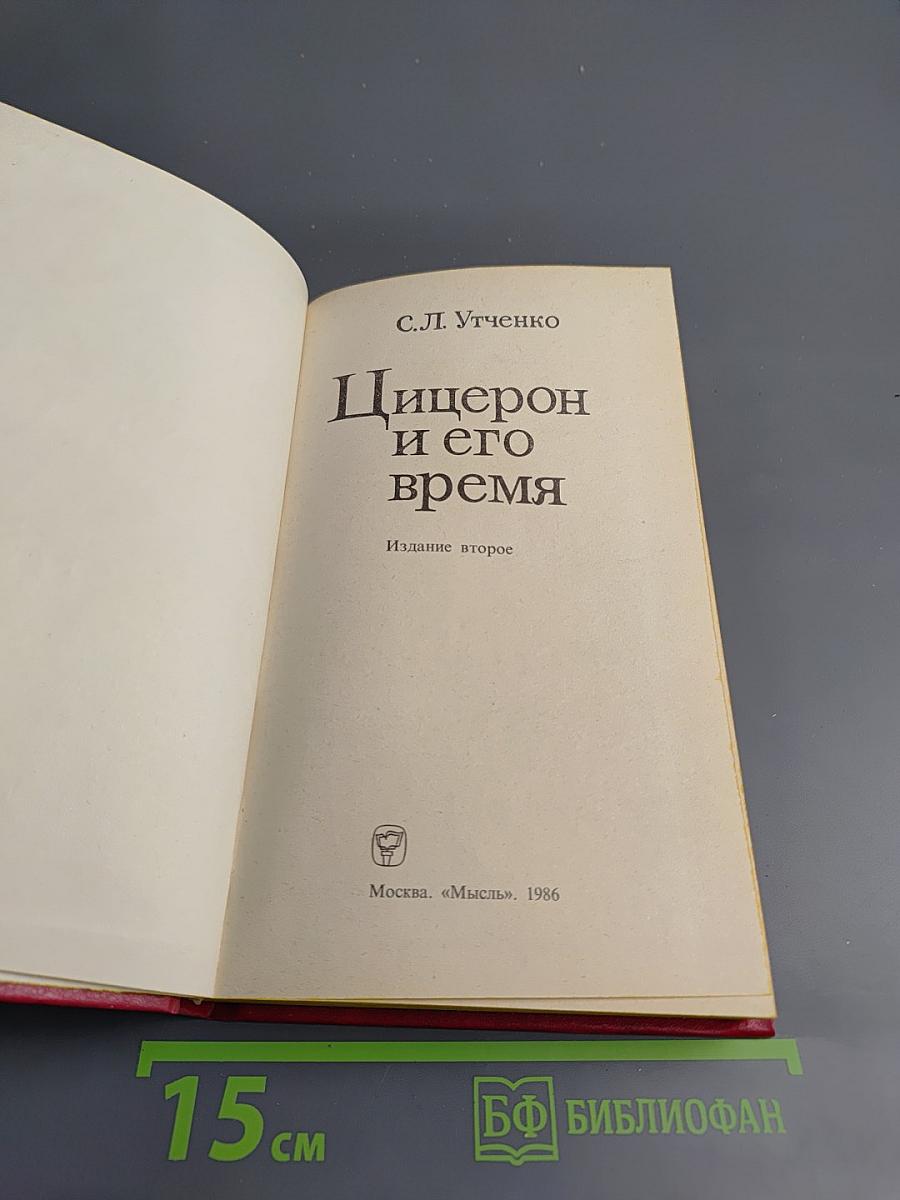 С.Л. Утченко
Цицерон
и его
время
Издание второе
Москва. «Мысль». 1986
15 см
БФ БИБЛИОФАН